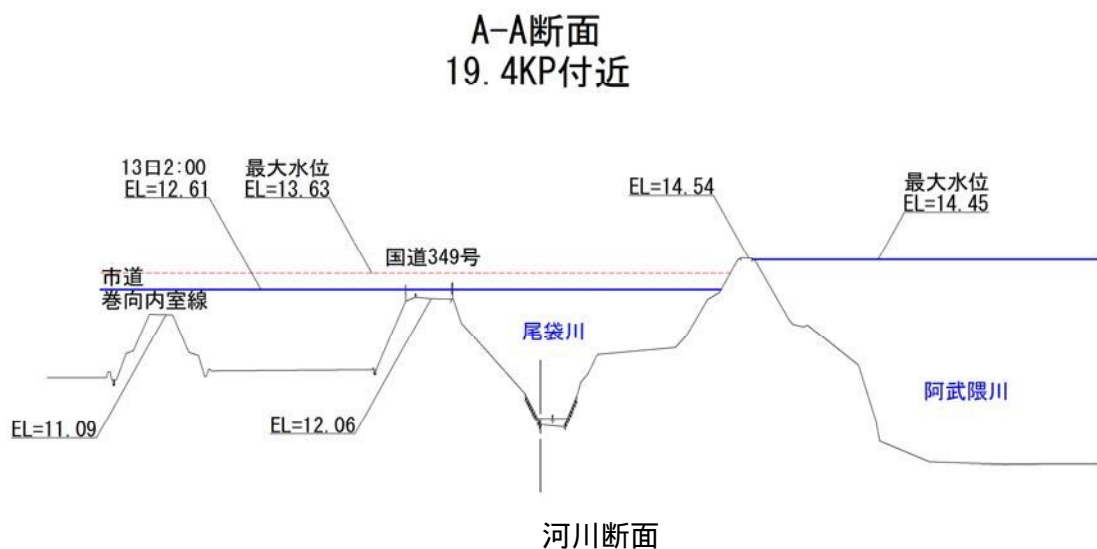 A-A断面
19.4KP付近
13日2:00
EL=12.61
最大水位
EL=13.63
EL=14.54
最大水位
EL=14.45
国道349号
市道
巻向内室線
尾袋川
阿武隈川
EL=11.09
EL=12.06
河川断面